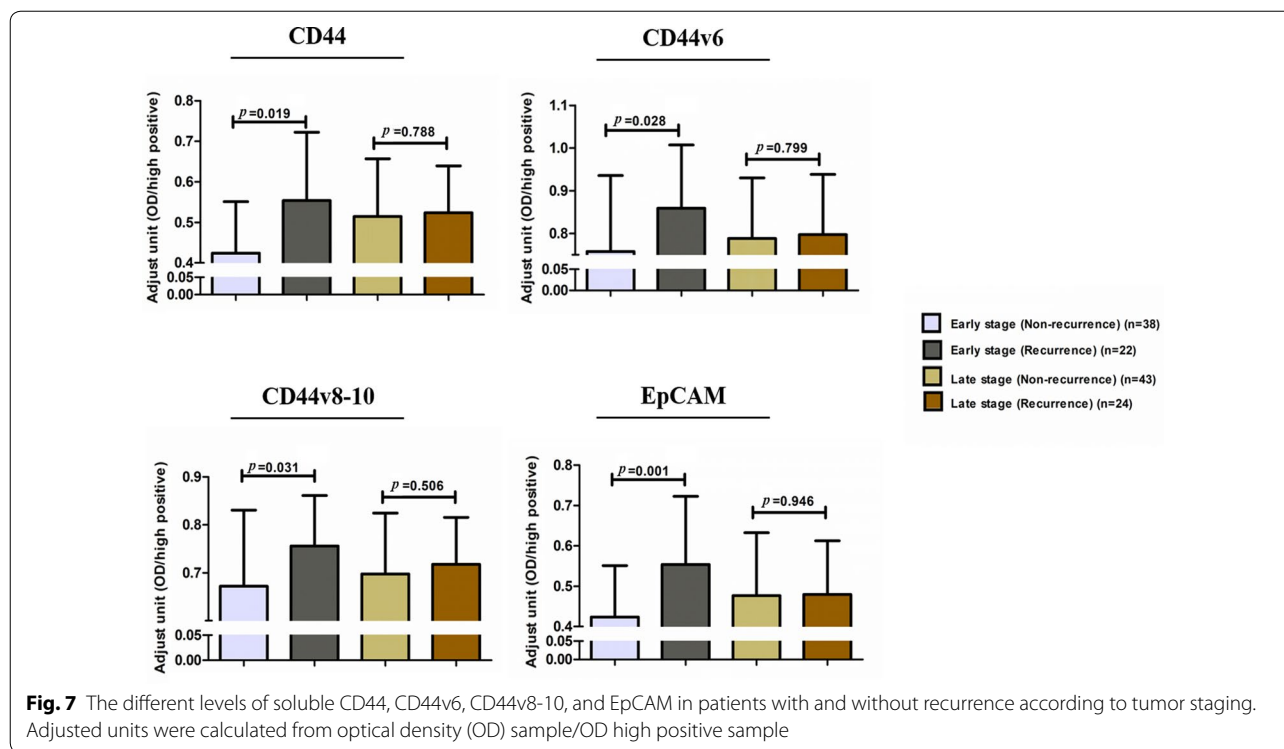 CD44
Adjust unit (OD/high positive)
0.8
0.7
0.6
0.5
0.4
0.05
0.00
p=0.019
p=0.788
CD44v6
Adjust unit (OD/high positive)
1.1
1.0
0.9
0.8
0.05
0.00
p=0.028
p=0.799
CD44v8-10
Adjust unit (OD/high positive)
0.9
0.8
0.7
0.05
0.00
p=0.031
p=0.506
EpCAM
Adjust unit (OD/high positive)
0.8
0.7
0.6
0.5
0.4
0.05
0.00
p=0.001
p=0.946
Early stage (Non-recurrence) (n=38)
Early stage (Recurrence) (n=22)
Late stage (Non-recurrence) (n=43)
Late stage (Recurrence) (n=24)
Fig. 7 The different levels of soluble CD44, CD44v6, CD44v8-10, and EpCAM in patients with and without recurrence according to tumor staging.
Adjusted units were calculated from optical density (OD) sample/OD high positive sample